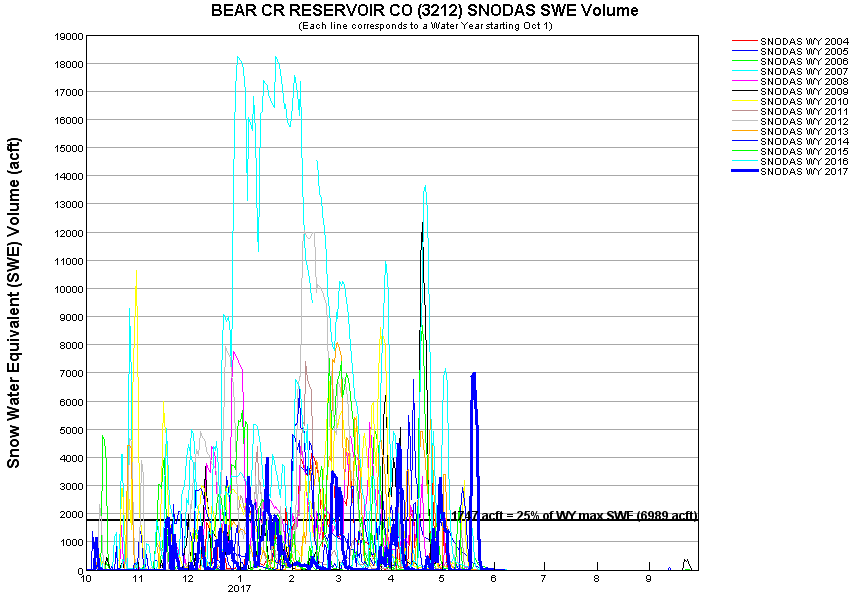 BEAR CR RESERVOIR CO (3212) SNODAS SWE Volume
(Each line corresponds to a Water Year starting Oct 1)
Snow Water Equivalent (SWE) Volume (acft)
19000
18000
17000
16000
15000
14000
13000
12000
11000
10000
9000
8000
7000
6000
5000
4000
3000
2000
1000
0
1747 acft = 25% of WY max SWE (6989 acft)
10 11 12 1 2 3 4 5 6 7 8 9
2017
SNODAS WY 2004
SNODAS WY 2005
SNODAS WY 2006
SNODAS WY 2007
SNODAS WY 2008
SNODAS WY 2009
SNODAS WY 2010
SNODAS WY 2011
SNODAS WY 2012
SNODAS WY 2013
SNODAS WY 2014
SNODAS WY 2015
SNODAS WY 2016
SNODAS WY 2017